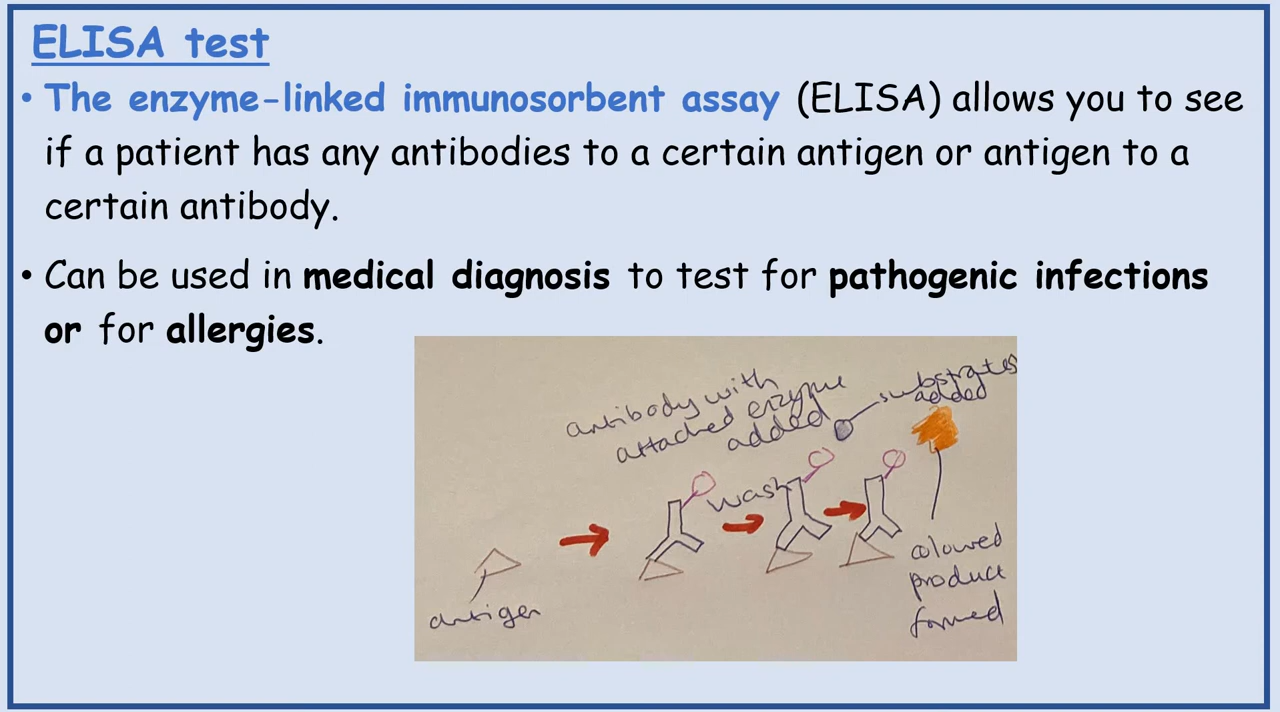 ELISA test
• The enzyme-linked immunosorbent assay (ELISA) allows you to see
if a patient has any antibodies to a certain antigen or antigen to a
certain antibody.
• Can be used in medical diagnosis to test for pathogenic infections
or for allergies.
antibody with
attached enzyme
added
substrates
added
wash
antigen
coloured
product
formed